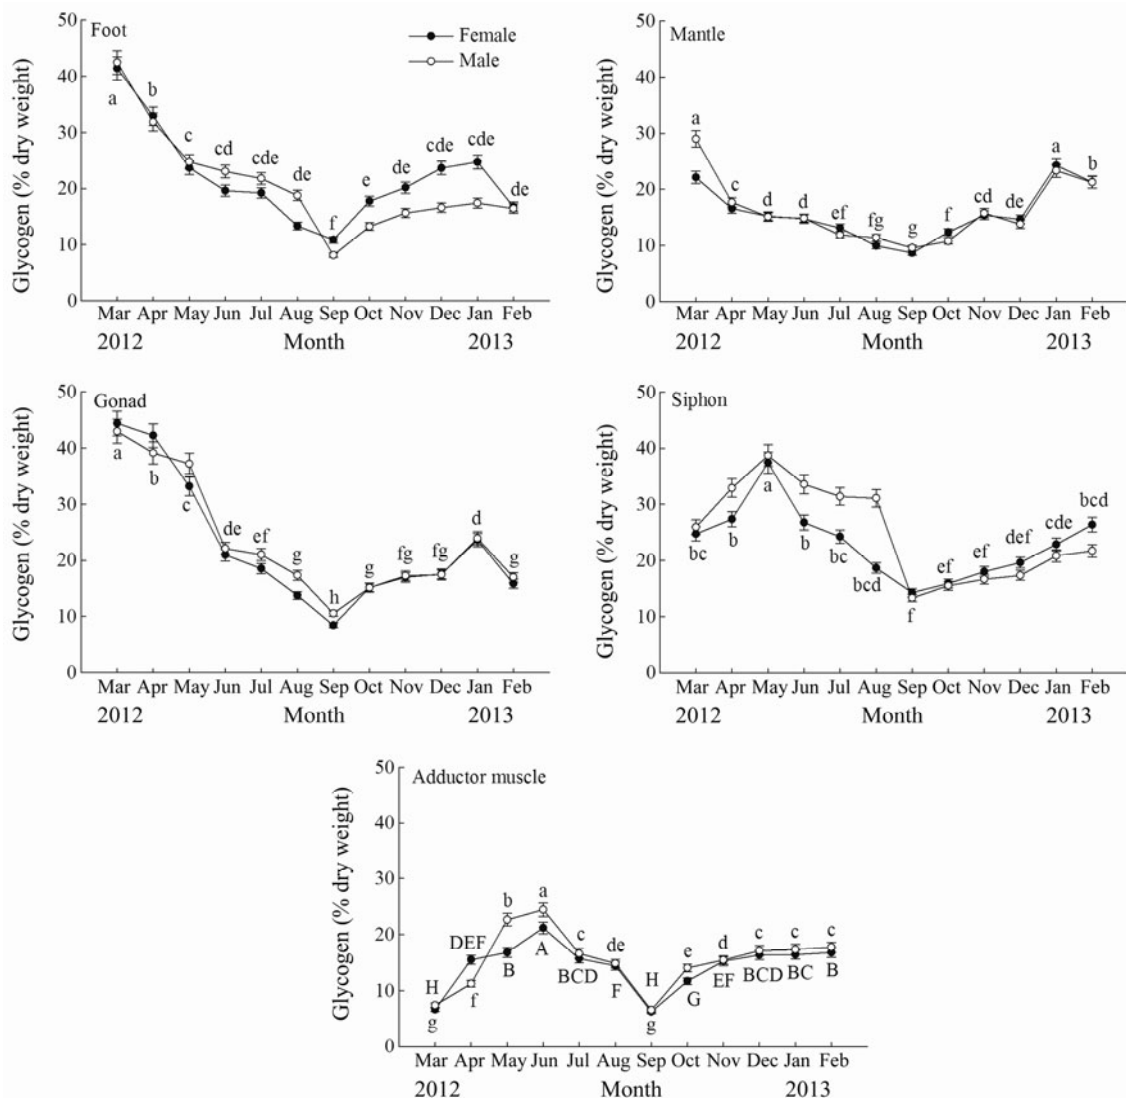 Foot
Female
Male
Glycogen (% dry weight)
50
40
30
20
10
0
a
b
c
cd
cde
de
f
e
de
cde
cde
de
Mar Apr May Jun Jul Aug Sep Oct Nov Dec Jan Feb
2012 Month 2013
Mantle
Glycogen (% dry weight)
50
40
30
20
10
0
a
c
d
d
ef
fg
g
f
cd
de
a
b
Mar Apr May Jun Jul Aug Sep Oct Nov Dec Jan Feb
2012 Month 2013
Gonad
Glycogen (% dry weight)
50
40
30
20
10
0
a
b
c
de
ef
g
h
g
fg
fg
d
g
Mar Apr May Jun Jul Aug Sep Oct Nov Dec Jan Feb
2012 Month 2013
Siphon
Glycogen (% dry weight)
50
40
30
20
10
0
bc
b
a
b
bc
bcd
f
ef
ef
def
cde
bcd
Mar Apr May Jun Jul Aug Sep Oct Nov Dec Jan Feb
2012 Month 2013
Adductor muscle
Glycogen (% dry weight)
50
40
30
20
10
0
H
DEF
b
a
c
de
H
e
d
c
c
c
g
f
B
A
BCD
F
g
G
EF
BCD
BC
B
Mar Apr May Jun Jul Aug Sep Oct Nov Dec Jan Feb
2012 Month 2013